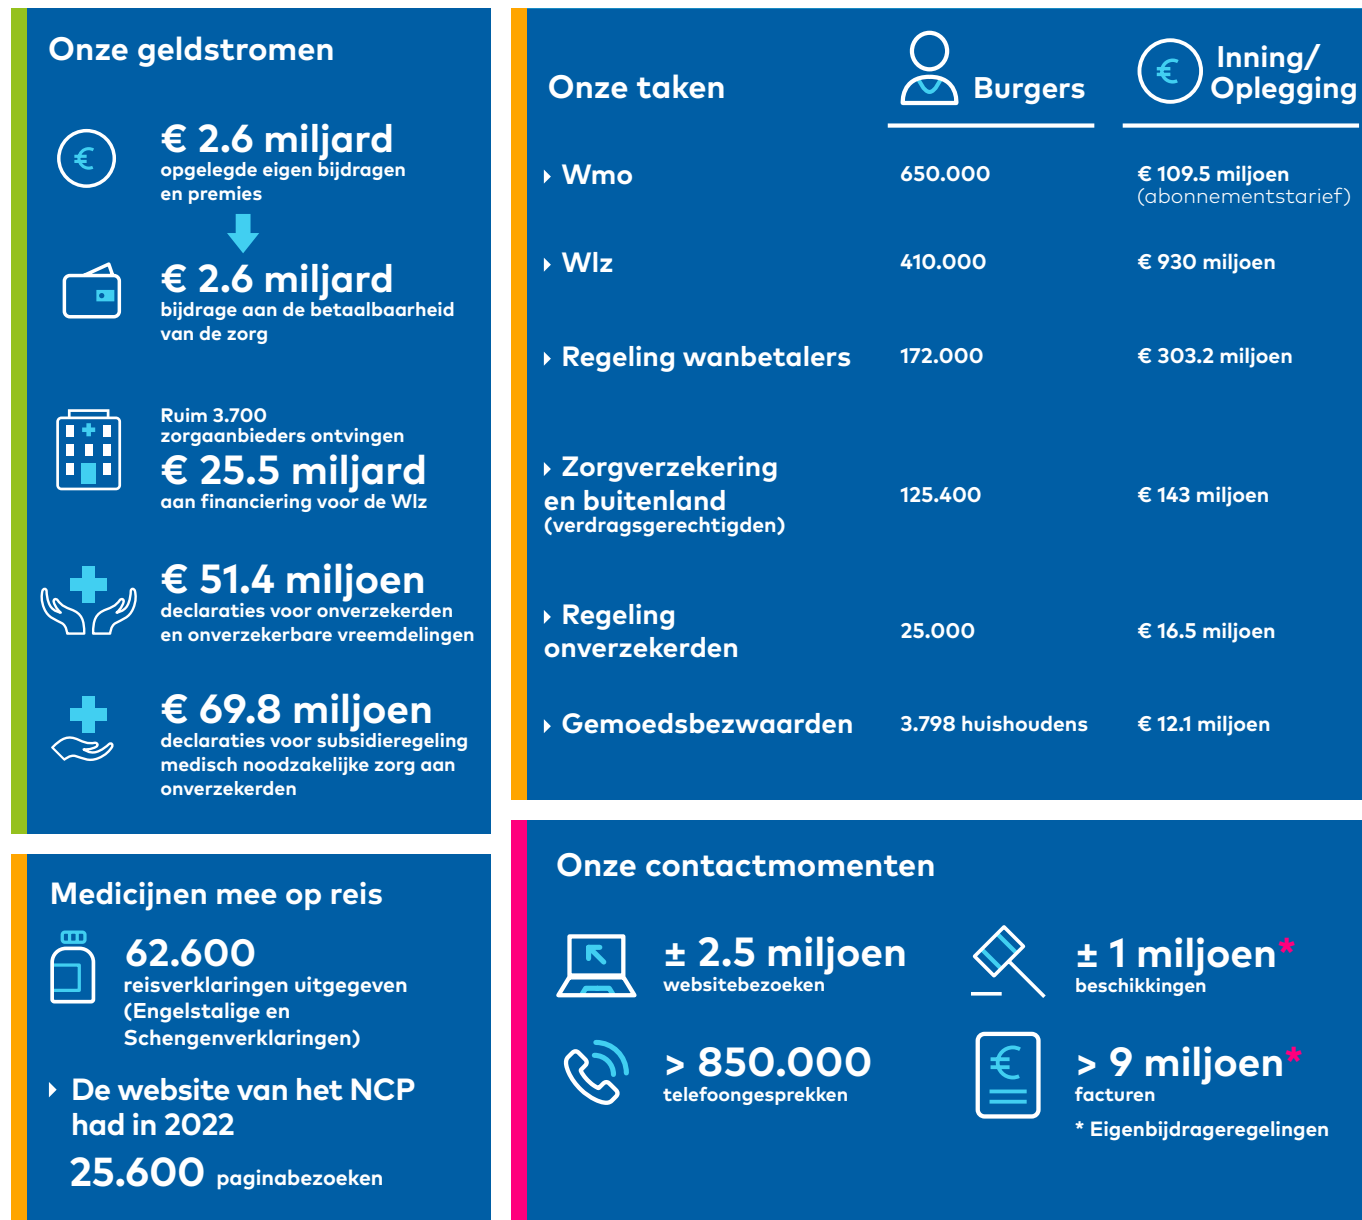 Onze geldstromen
€ 2.6 miljard
opgelegde eigen bijdragen
en premies
€ 2.6 miljard
bijdrage aan de betaalbaarheid
van de zorg
Ruim 3.700
zorgaanbieders ontvingen
€ 25.5 miljard
aan financiering voor de Wlz
€ 51.4 miljoen
declaraties voor onverzekerden
en onverzekerbare vreemdelingen
€ 69.8 miljoen
declaraties voor subsidieregeling
medisch noodzakelijke zorg aan
onverzekerden
Onze taken Burgers Inning/
Oplegging
Wmo 650.000 € 109.5 miljoen
(abonnementstarief)
Wlz 410.000 € 930 miljoen
Regeling wanbetalers 172.000 € 303.2 miljoen
Zorgverzekering
en buitenland 125.400 € 143 miljoen
(verdragsgerechtigden)
Regeling
onverzekerden 25.000 € 16.5 miljoen
Gemoedsbezwaarden 3.798 huishoudens € 12.1 miljoen
Medicijnen mee op reis
62.600
reisverklaringen uitgegeven
(Engelstalige en
Schengenverklaringen)
De website van het NCP
had in 2022
25.600 paginabezoeken
Onze contactmomenten
± 2.5 miljoen
websitebezoeken
± 1 miljoen*
beschikkingen
> 850.000
telefoongesprekken
> 9 miljoen*
facturen
* Eigenbijdrageregelingen